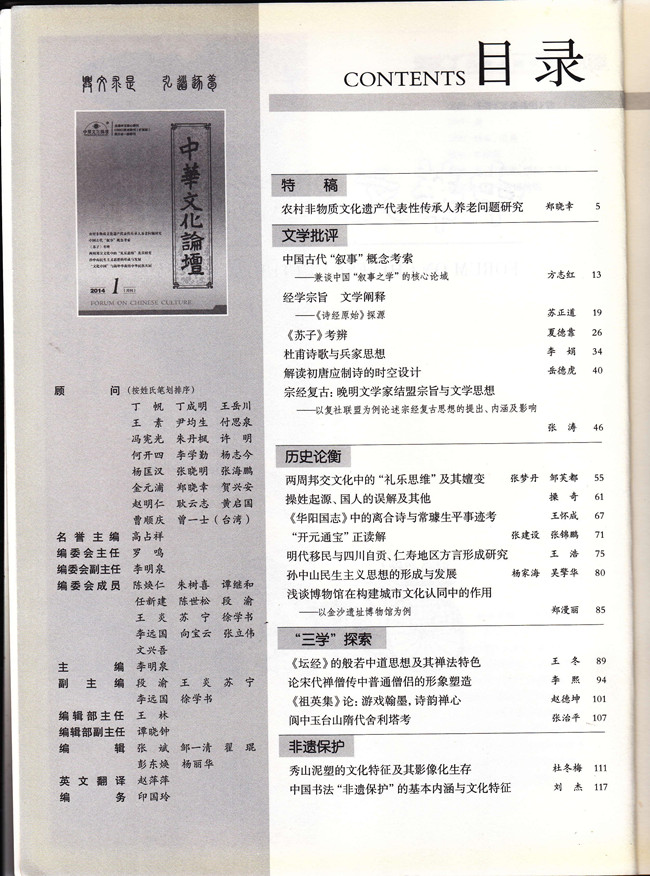 目录
CONTENTS
中華文化論壇
2014 1
FORUM ON CHINESE CULTURE
顾 问（按姓氏笔划排序）
丁 帆 丁成明 王岳川
王 素 尹均生 付思泉
冯宪光 朱丹枫 许 明
何开四 李学勤 杨志今
杨匡汉 张晓明 张海鹏
金元浦 郑晓幸 贺兴安
赵明仁 耿云志 黄启国
曹顺庆 曾一士（台湾）
名誉主编 高占祥
编委会主任 罗 鸣
编委会副主任 李明泉
编委会成员 陈焕仁 朱树喜 谭继和
任新建 陈世松 段 渝
王 炎 苏 宁 徐学书
李远国 向宝云 张立伟
文兴吾
主 编 李明泉
副主编 段 渝 王 炎 苏 宁
李远国 徐学书
编辑部主任 王 林
编辑部副主任 谭晓钟
编 辑 张 斌 邹一清 翟 琨
彭东焕 杨丽华
英文翻译 赵萍萍
编 务 印国玲
特 稿
农村非物质文化遗产代表性传承人养老问题研究 郑晓幸 5
文学批评
中国古代“叙事”概念考索
——兼谈中国“叙事之学”的核心论域 方志红 13
经学宗旨 文学阐释
——《诗经原始》探源 苏正道 19
《苏子》考辨 夏德靠 26
杜甫诗歌与兵家思想 李 娟 34
解读初唐应制诗的时空设计 岳德虎 40
宗经复古：晚明文学家结盟宗旨与文学思想
——以复社联盟为例论述宗经复古思想的提出、内涵及影响
张 涛 46
历史论衡
两周邦交文化中的“礼乐思维”及其嬗变 张梦丹 邹芙都 55
操姓起源、国人的误解及其他 操 奇 61
《华阳国志》中的离合诗与常璩生平事迹考 王怀成 67
“开元通宝”正读解 张建设 张锦鹏 71
明代移民与四川自贡、仁寿地区方言形成研究 王 浩 75
孙中山民生主义思想的形成与发展 杨家海 吴擎华 80
浅谈博物馆在构建城市文化认同中的作用
——以金沙遗址博物馆为例 郑漫丽 85
“三学”探索
《坛经》的般若中道思想及其禅法特色 王 冬 89
论宋代禅僧传中普通僧侣的形象塑造 李 熙 94
《祖英集》论：游戏翰墨，诗韵禅心 赵德坤 101
阆中玉台山隋代舍利塔考 张治平 107
非遗保护
秀山泥塑的文化特征及其影像化生存 杜冬梅 111
中国书法“非遗保护”的基本内涵与文化特征 刘 杰 117